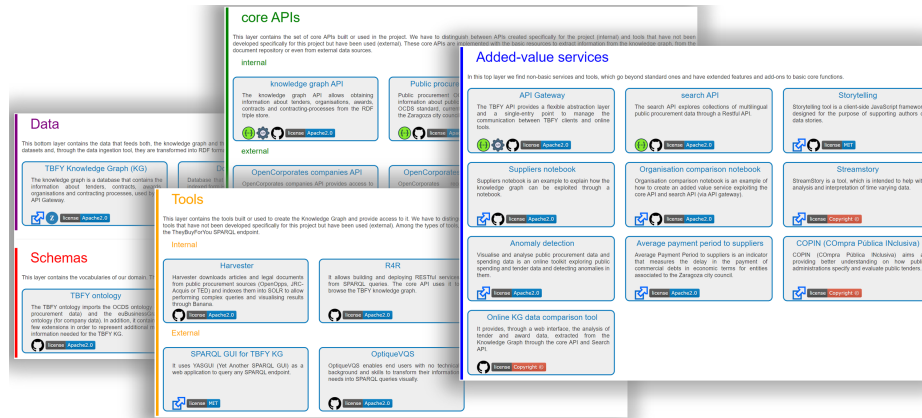 core APIs
This layer contains the set of core APIs built or used in the project. We have to distinguish between APIs created specifically for the project (internal) and tools that have not been
developed specifically for this project but have been used (external). These core APIs are implemented with the basic resources to extract information from the knowledge graph, from the
document repository or even from external data sources.
internal
knowledge graph API
The knowledge graph API allows obtaining
information about tenders, organisations, awards,
contracts and contracting-processes from the RDF
triple store.
license Apache2.0
Public procur
Public procurement O
information about public
OCDS standard, curren
the Zaragoza city council
license Apache2.0
external
OpenCorporates companies API
OpenCorporates companies API provides access to
OpenCorporate
OpenCorporates
Data
This bottom layer contains the data that feeds both, the knowledge graph and th
datasets and, through the data ingestion tool, they are transformed into RDF form
TBFY Knowledge Graph (KG)
The knowledge graph is a database that contains the
information about tenders, contracts, awards,
organisations and contracting processes, used by
API Gateway.
license Apache2.0
Do
Database that
Schemas
This layer contains the vocabularies of our domain. Th
TBFY ontology
The TBFY ontology imports the OCDS ontology
procurement data) and the euBusinessG
ontology (for company data). In addition, it contain
few extensions in order to represent additional
information needed for the TBFY KG.
license Apache2.0
Tools
This layer contains the tools built or used to create the Knowledge Graph and provide access to it. We have to disting
tools that have not been developed specifically for this project but have been used (external). Among the types of tools,
the TheyBuyForYou SPARQL endpoint.
Internal
Harvester
Harvester downloads articles and legal documents
from public procurement sources (OpenOpps, JRC-
Acquis or TED) and indexes them into SOLR to allow
performing complex queries and visualising results
through Banana.
license Apache2.0
R4R
It allows building and deploying RESTful services
from SPARQL queries. The core API uses it to
browse the TBFY knowledge graph.
license Apache2.0
External
SPARQL GUI for TBFY KG
It uses YASGUI (Yet Another SPARQL GUI) as a
web application to query any SPARQL endpoint.
license MIT
OptiqueVQS
OptiqueVQS enables end users with no technical
background and skills to transform their information
needs into SPARQL queries visually.
license Apache2.0
Added-value services
In this top layer we find non-basic services and tools, which go beyond standard ones and have extended features and add-ons to basic core functions.
API Gateway
The TBFY API provides a flexible abstraction layer
and a single-entry point to manage the
communication between TBFY clients and online
tools.
license Apache2.0
search API
The search API explores collections of multilingual
public procurement data through a Restful API.
license Apache2.0
Storytelling
Storytelling tool is a client-side JavaScript framework
designed for the purpose of supporting authors
data stories.
license MIT
Suppliers notebook
Suppliers notebook is an example to explain how the
knowledge graph can be exploited through a
notebook.
license Apache2.0
Organisation comparison notebook
Organisation comparison notebook is an example of
how to create an added value service exploiting the
core API and search API (via API gateway).
license Apache2.0
Streamstory
StreamStory is a tool, which is intended to help wit
analysis and interpretation of time varying data.
license Copyright ©
Anomaly detection
Visualise and analyse public procurement data and
spending data is an online toolkit exploring public
spending and tender data and detecting anomalies in
them.
license Apache2.0
Average payment period to suppliers
Average Payment Period to Suppliers is an indicator
that measures the delay in the payment of
commercial debts in economic terms for entities
associated to the Zaragoza city council.
license Apache2.0
COPIN (COmpra Pública INclusiva)
COPIN (COmpra Pública INclusiva) aims
providing better understanding on how publ
administrations specify and evaluate public tenders.
license Copyright ©
Online KG data comparison tool
It provides, through a web interface, the analysis of
tender and award data, extracted from the
Knowledge Graph through the core API and Search
API.
license Copyright ©